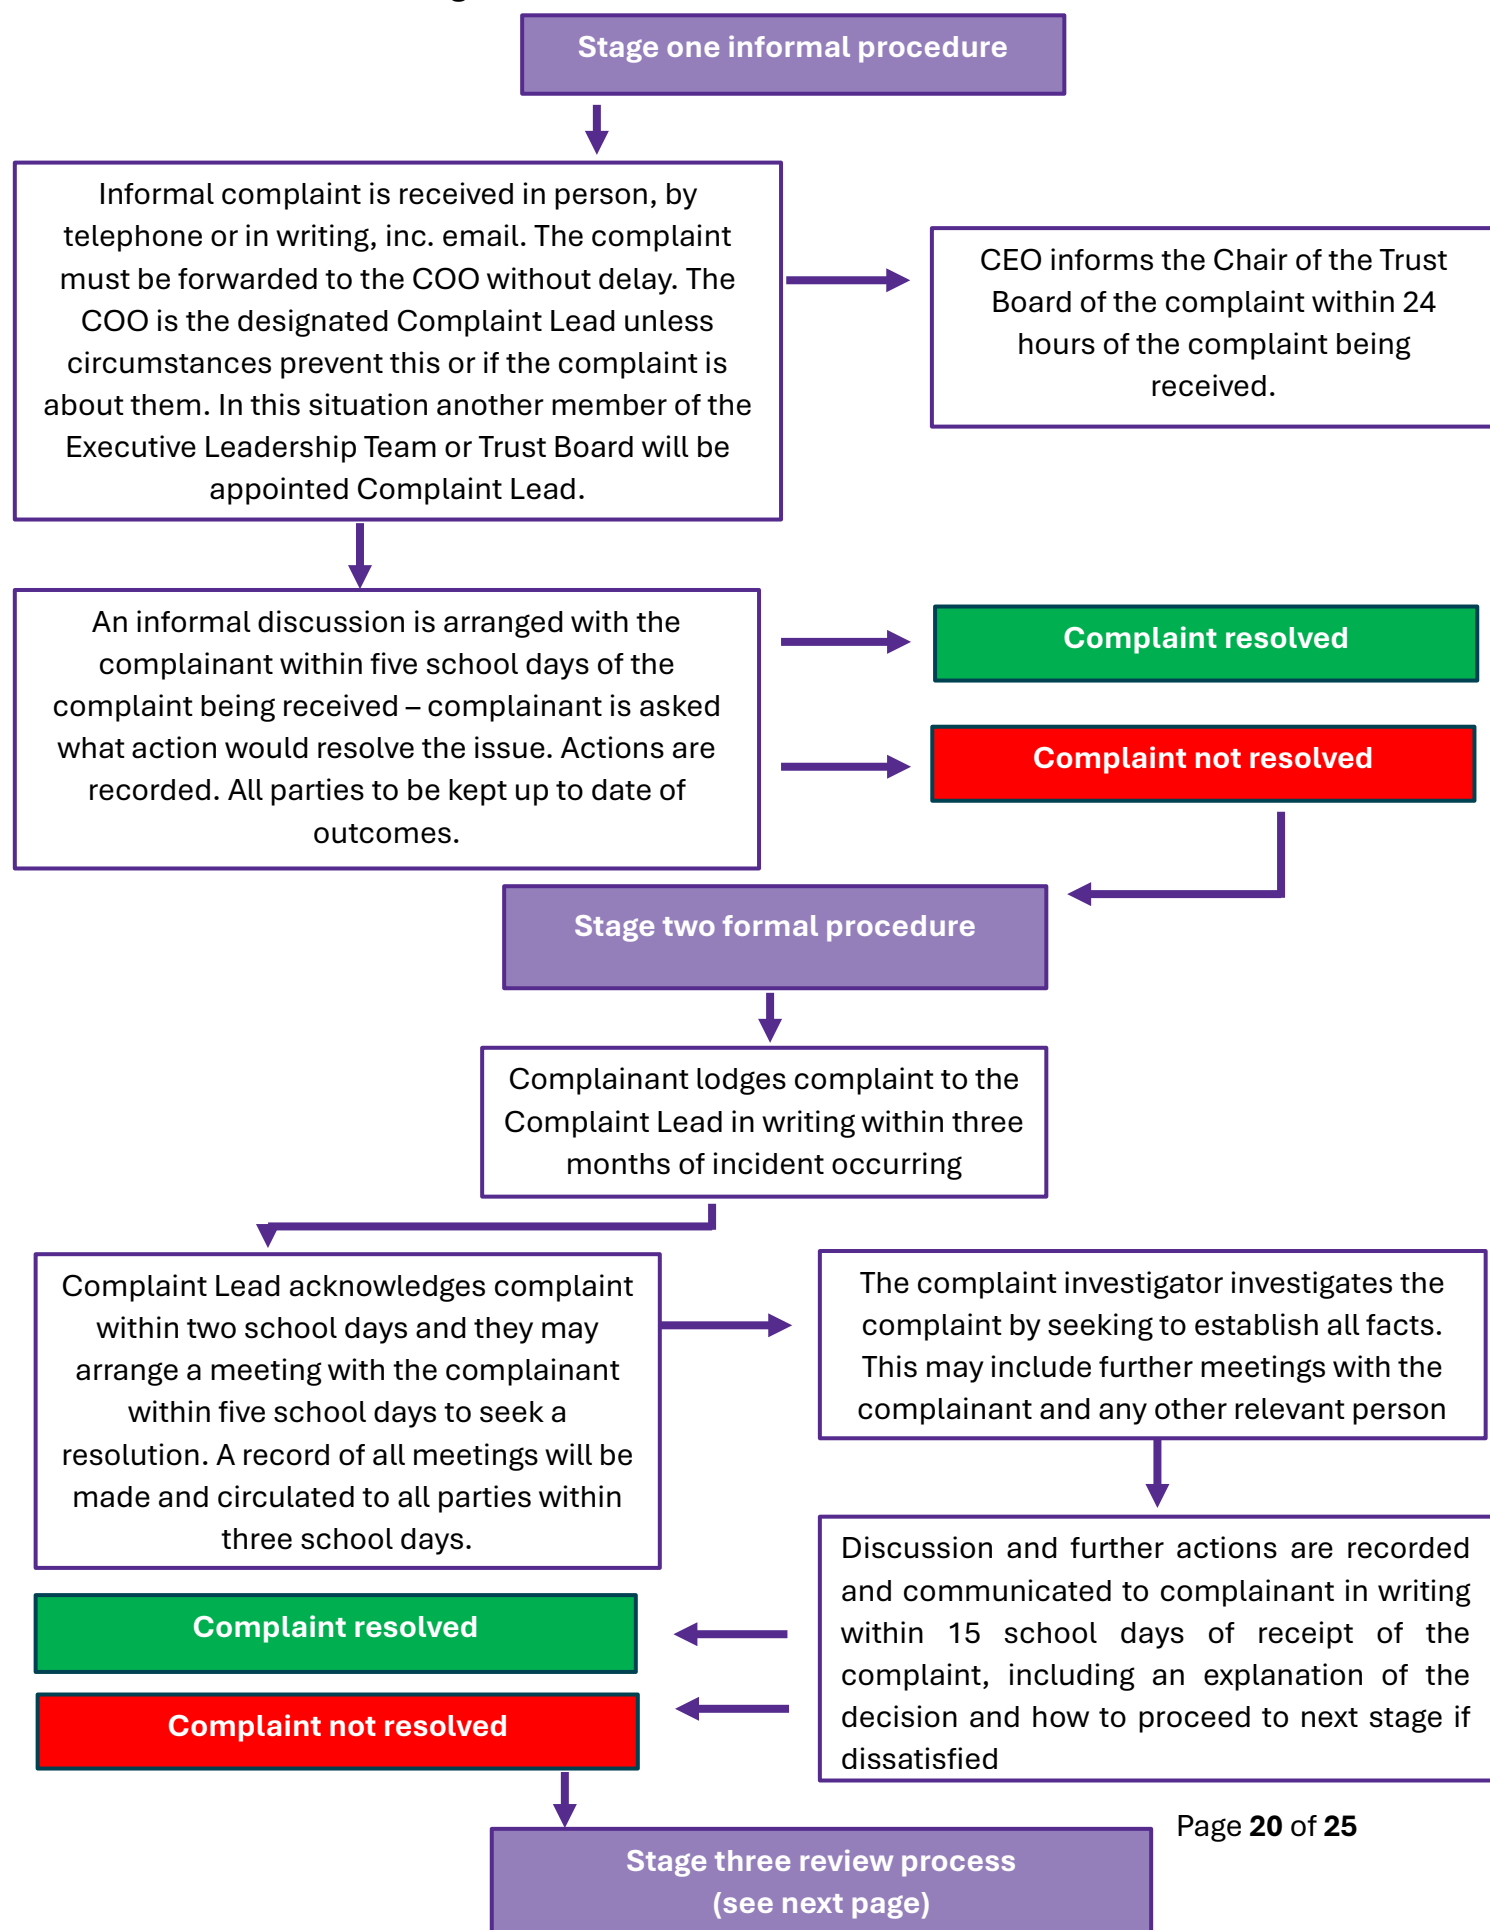 Stage one informal procedure
Informal complaint is received in person, by
telephone or in writing, inc. email. The complaint
must be forwarded to the COO without delay. The
COO is the designated Complaint Lead unless
circumstances prevent this or if the complaint is
about them. In this situation another member of the
Executive Leadership Team or Trust Board will be
appointed Complaint Lead.
CEO informs the Chair of the Trust
Board of the complaint within 24
hours of the complaint being
received.
An informal discussion is arranged with the
complainant within five school days of the
complaint being received – complainant is asked
what action would resolve the issue. Actions are
recorded. All parties to be kept up to date of
outcomes.
Complaint resolved
Complaint not resolved
Stage two formal procedure
Complainant lodges complaint to the
Complaint Lead in writing within three
months of incident occurring
Complaint Lead acknowledges complaint
within two school days and they may
arrange a meeting with the complainant
within five school days to seek a
resolution. A record of all meetings will be
made and circulated to all parties within
three school days.
The complaint investigator investigates the
complaint by seeking to establish all facts.
This may include further meetings with the
complainant and any other relevant person
Discussion and further actions are recorded
and communicated to complainant in writing
within 15 school days of receipt of the
complaint, including an explanation of the
decision and how to proceed to next stage if
dissatisfied
Complaint resolved
Complaint not resolved
Page 20 of 25
Stage three review process
(see next page)